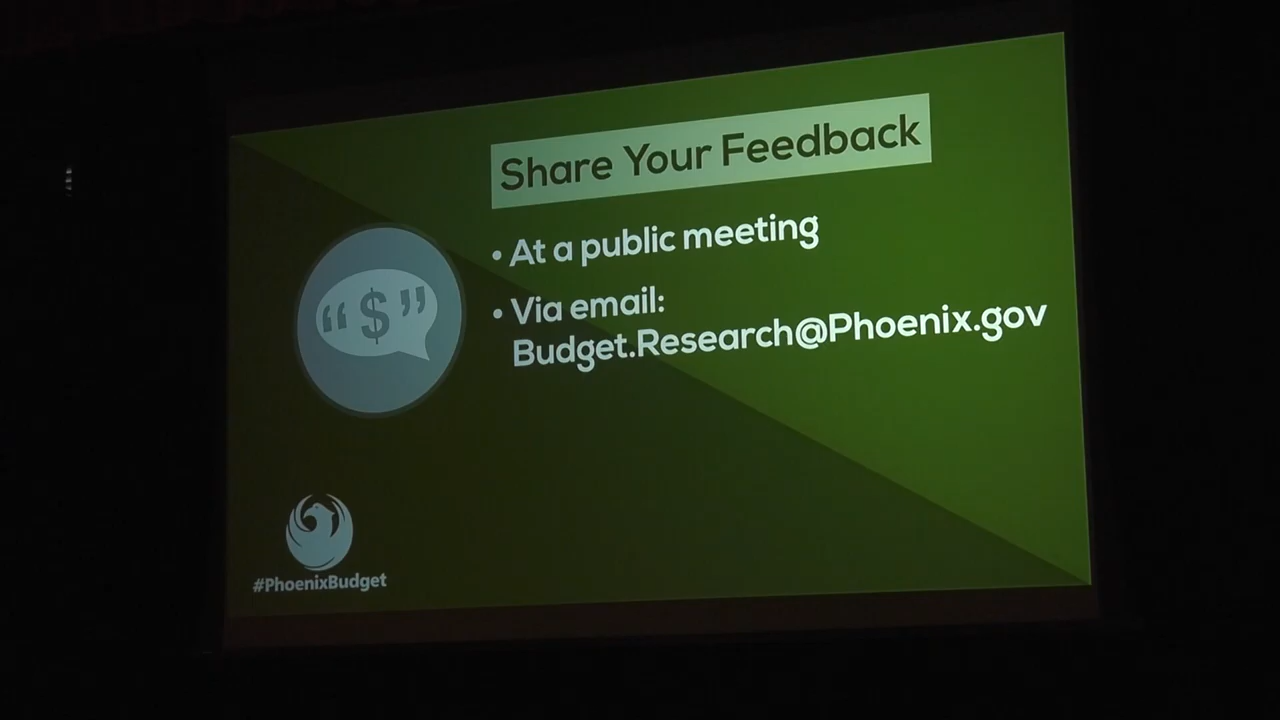 Share Your Feedback
• At a public meeting
• Via email:
Budget.Research@Phoenix.gov
“$”
#PhoenixBudget